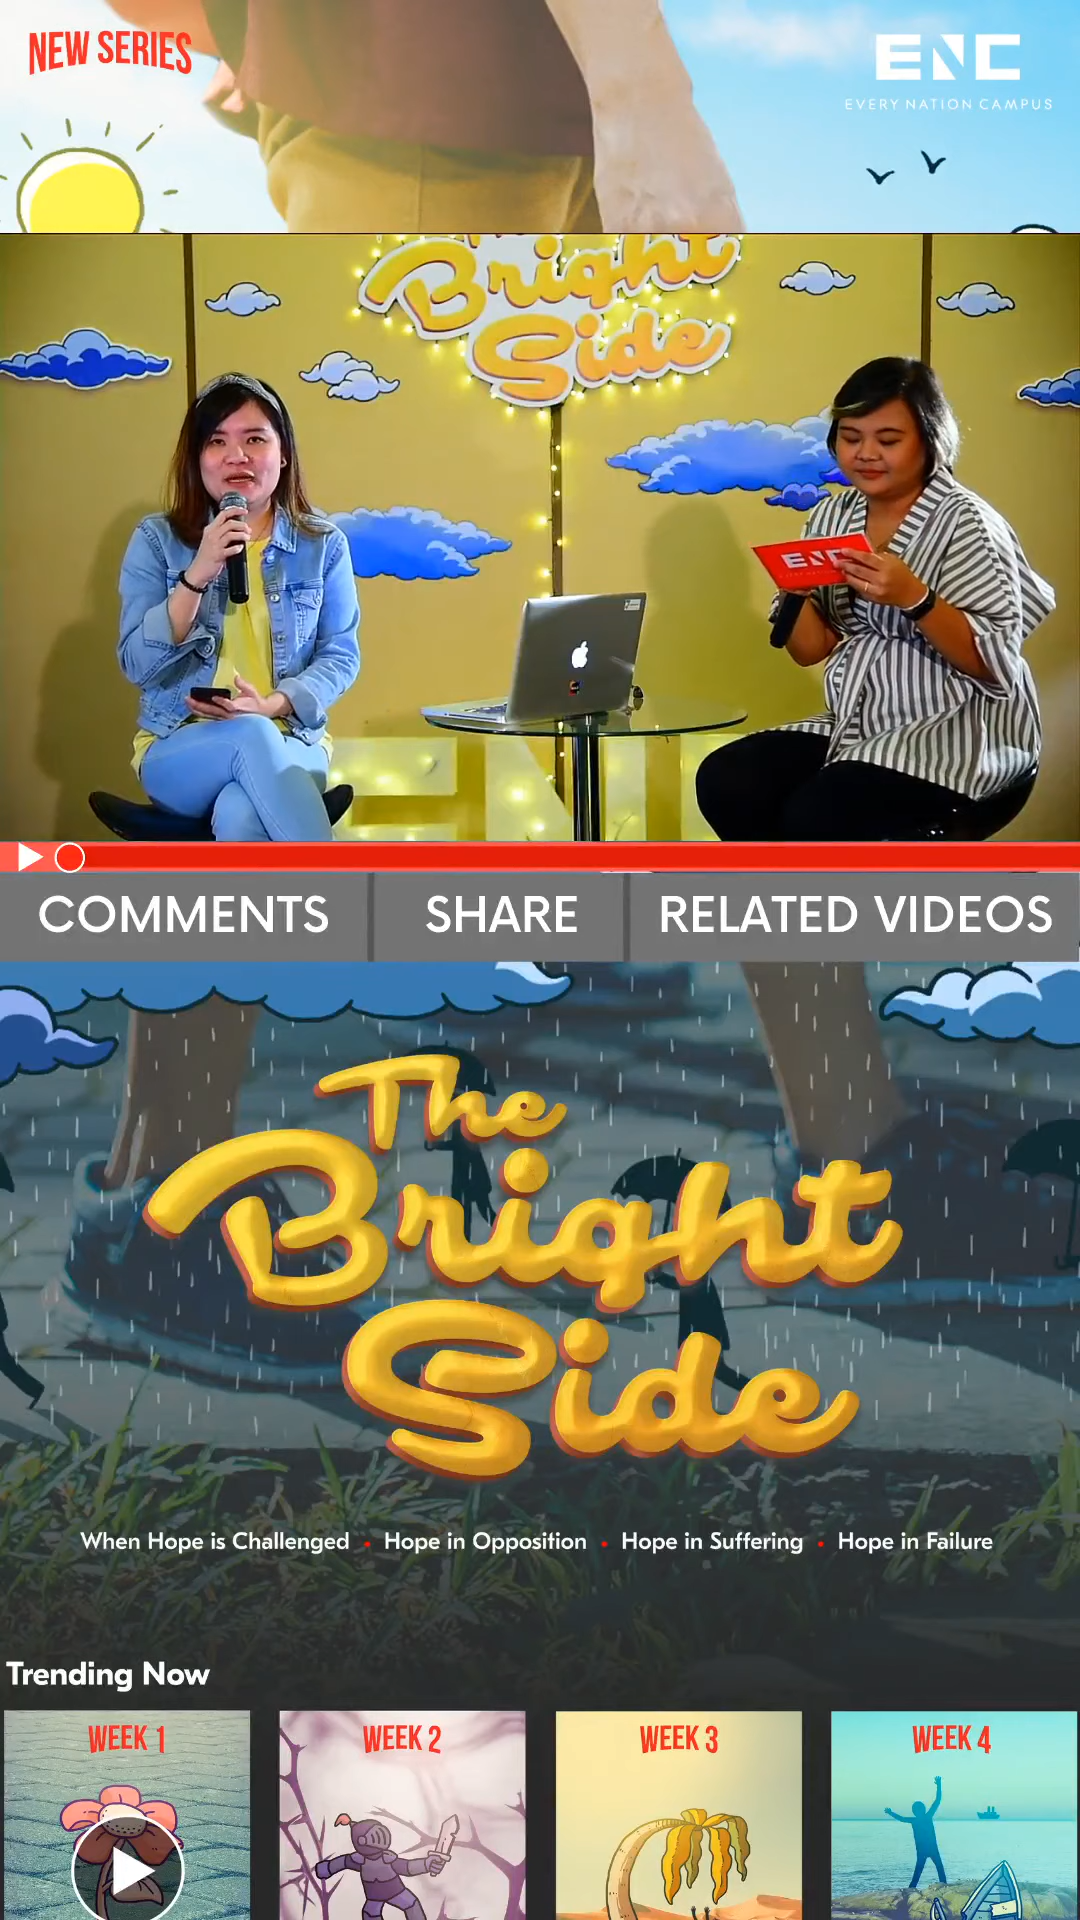 NEW SERIES
ENC
EVERY NATION CAMPUS
Bright
Side
ENC
COMMENTS
SHARE
RELATED VIDEOS
The
Bright
Side
When Hope is Challenged • Hope in Opposition • Hope in Suffering • Hope in Failure
Trending Now
WEEK 1
WEEK 2
WEEK 3
WEEK 4